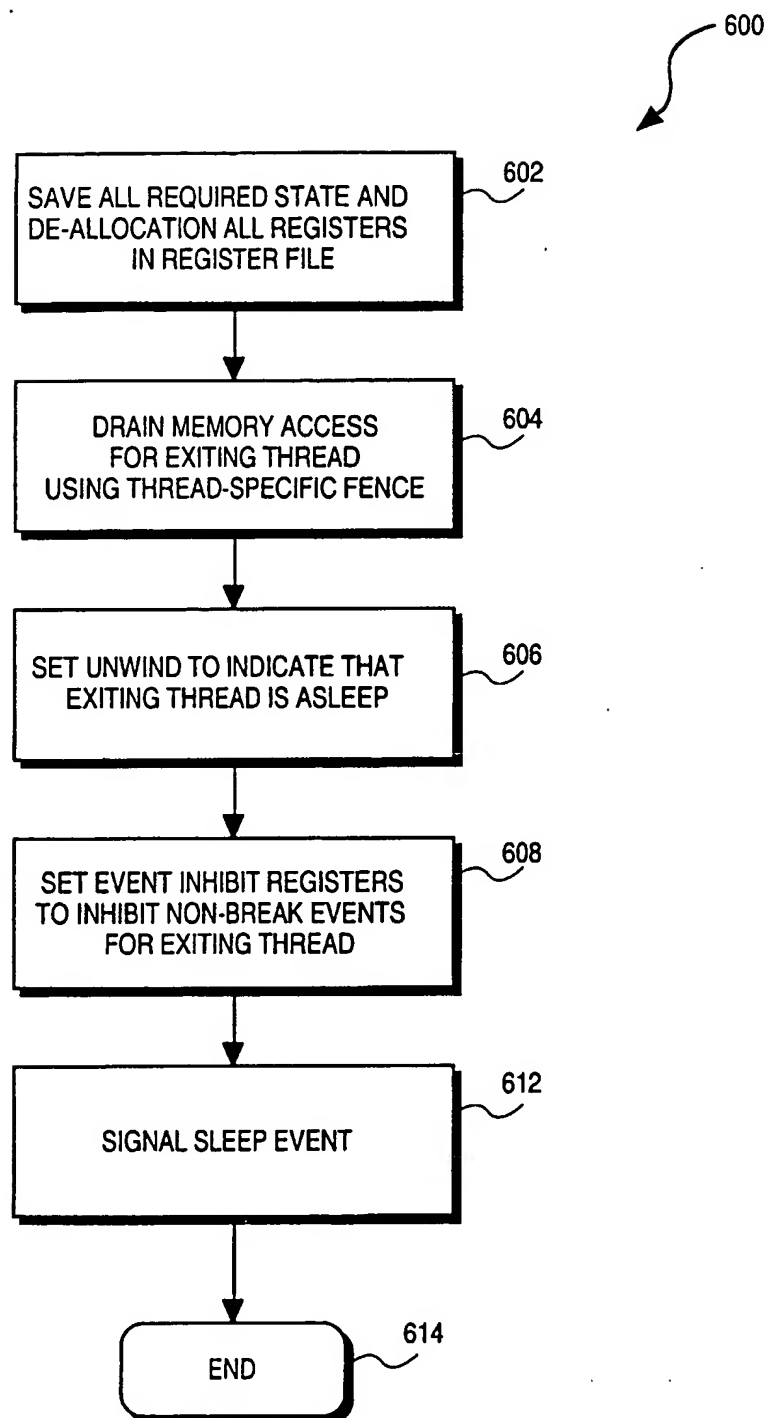 600
602
SAVE ALL REQUIRED STATE AND
DE-ALLOCATION ALL REGISTERS
IN REGISTER FILE
604
DRAIN MEMORY ACCESS
FOR EXITING THREAD
USING THREAD-SPECIFIC FENCE
606
SET UNWIND TO INDICATE THAT
EXITING THREAD IS ASLEEP
608
SET EVENT INHIBIT REGISTERS
TO INHIBIT NON-BREAK EVENTS
FOR EXITING THREAD
612
SIGNAL SLEEP EVENT
614
END